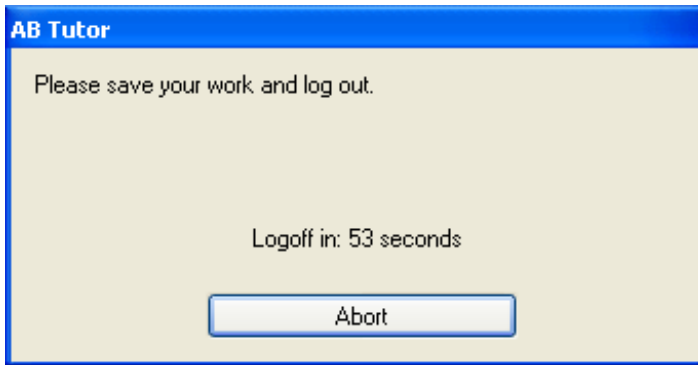 AB Tutor
Please save your work and log out.
Logoff in: 53 seconds
Abort